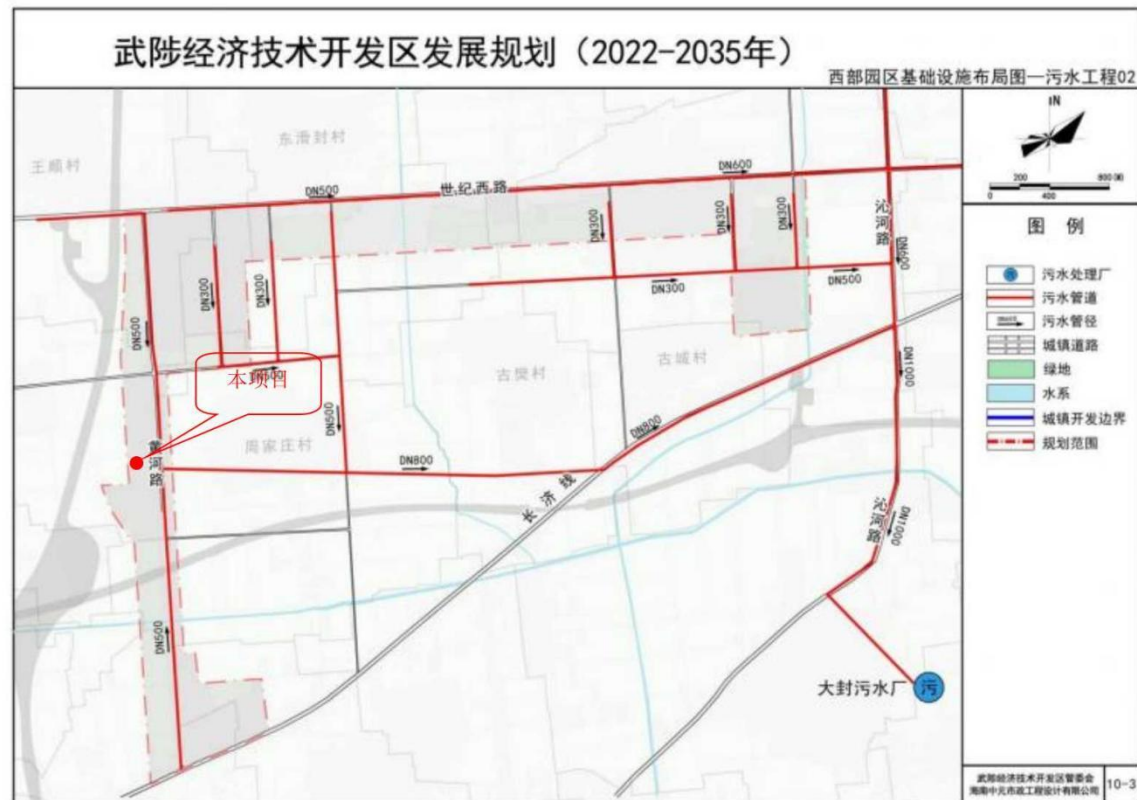 武陟经济技术开发区发展规划（2022-2035年）
西部园区基础设施布局图—污水工程02
王顺村
东滑封村
DN500
世纪西路
DN600
沁河路
DN600
DN300
DN300
DN300
DN500
DN300
DN300
DN300
DN500
DN1000
本项目
DN500
古樊村
古城村
DN500
DN800
周家庄村
黄河路
DN800
长济线
沁河路
DN1000
DN500
大封污水厂
污
IN
200
800(米)
0
400
图 例
污
污水处理厂
污水管道
污水管径
城镇道路
绿地
水系
城镇开发边界
规划范围
武陟经济技术开发区管委会
海南中元市政工程设计有限公司
10-3